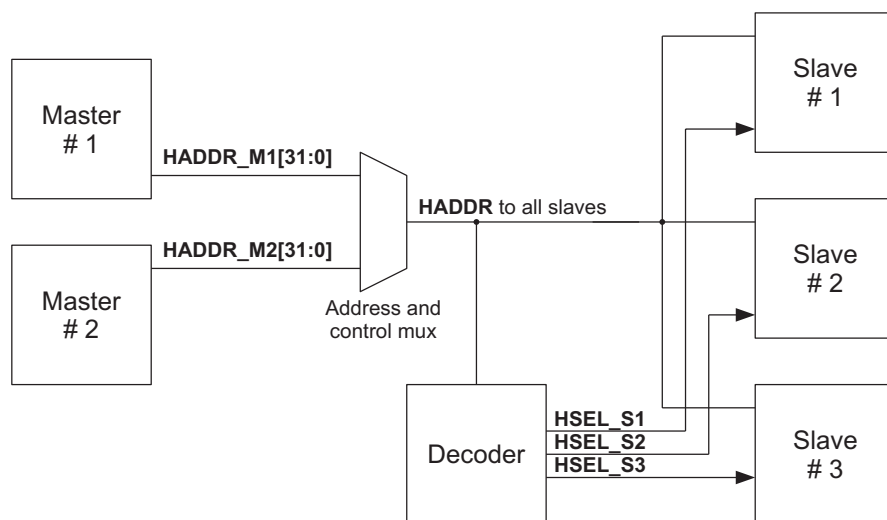 Master
# 1
HADDR_M1[31:0]
Master
# 2
HADDR_M2[31:0]
Address and
control mux
HADDR to all slaves
Decoder
HSEL_S1
HSEL_S2
HSEL_S3
Slave
# 1
Slave
# 2
Slave
# 3